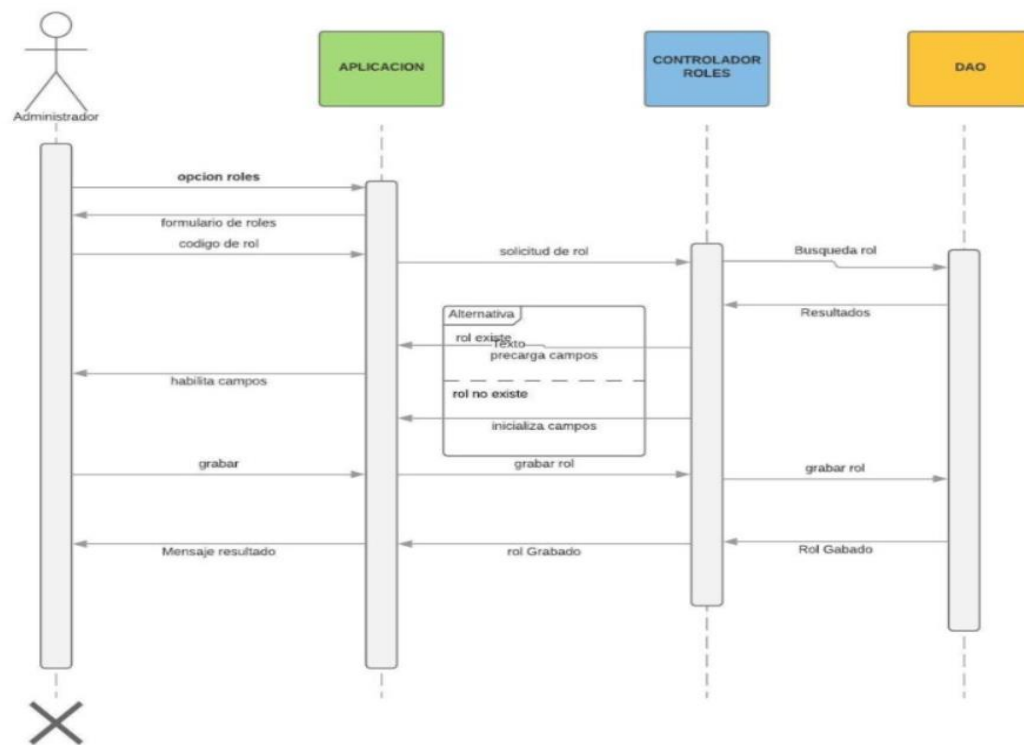 APLICACION
CONTROLADOR
ROLES
DAO
Administrador
opcion roles
formulario de roles
codigo de rol
solicitud de rol
Busqueda rol
Resultados
Alternativa
rol existe
Texto
precarga campos
habilita campos
rol no existe
inicializa campos
grabar
grabar rol
grabar rol
Mensaje resultado
rol Grabado
Rol Gabado